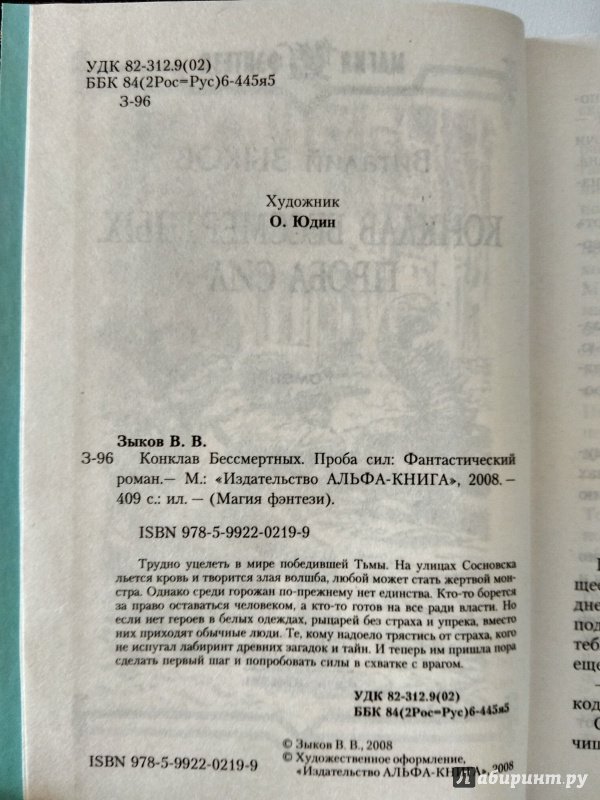 УДК 82-312.9(02)
ББК 84(2Рос=Рус)6-445я5
З-96
Художник
О. Юдин
Зыков В. В.
З-96 Конклав Бессмертных. Проба сил: Фантастический
роман.— М.: «Издательство АЛЬФА-КНИГА», 2008. —
409 с.: ил. — (Магия фэнтези).
ISBN 978-5-9922-0219-9
Трудно уцелеть в мире победившей Тьмы. На улицах Сосновска
льется кровь и творится злая волшба, любой может стать жертвой мон-
стра. Однако среди горожан по-прежнему нет единства. Кто-то борется
за право оставаться человеком, а кто-то готов на все ради власти. Но
если нет героев в белых одеждах, рыцарей без страха и упрека, вместо
них приходят обычные люди. Те, кому надоело трястись от страха, кого
не испугал лабиринт древних загадок и тайн. И теперь им пришла пора
сделать первый шаг и попробовать силы в схватке с врагом.
УДК 82-312.9(02)
ББК 84(2Рос=Рус)6-445я5
© Зыков В. В., 2008
© Художественное оформление,
«Издательство АЛЬФА-КНИГА», 2008
ISBN 978-5-9922-0219-9
Лабиринт.ру